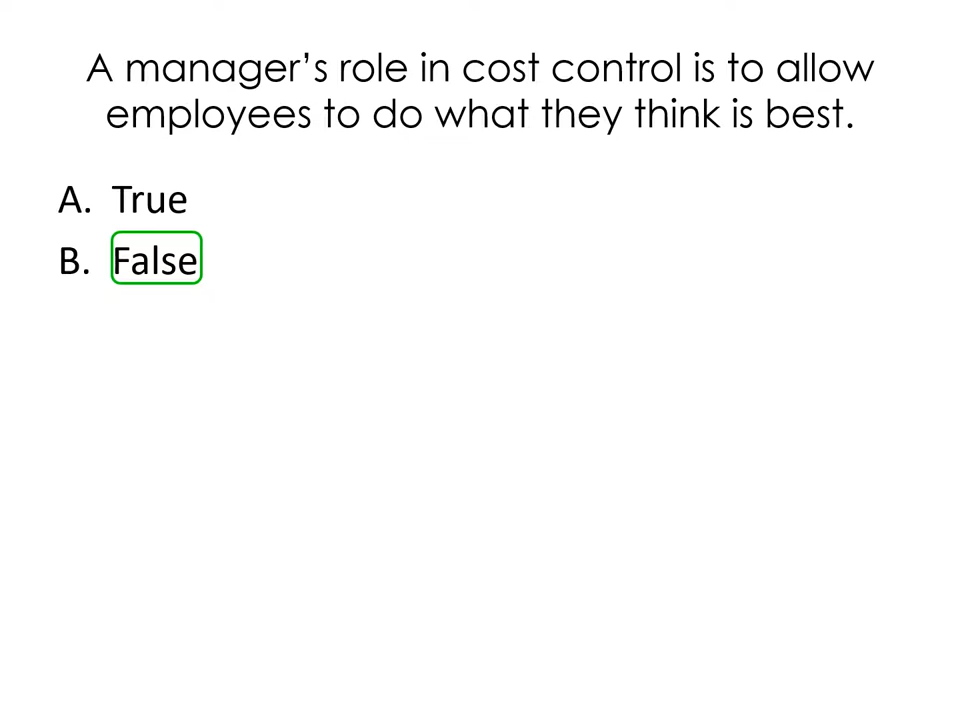 A manager’s role in cost control is to allow
employees to do what they think is best.
A. True
B. False